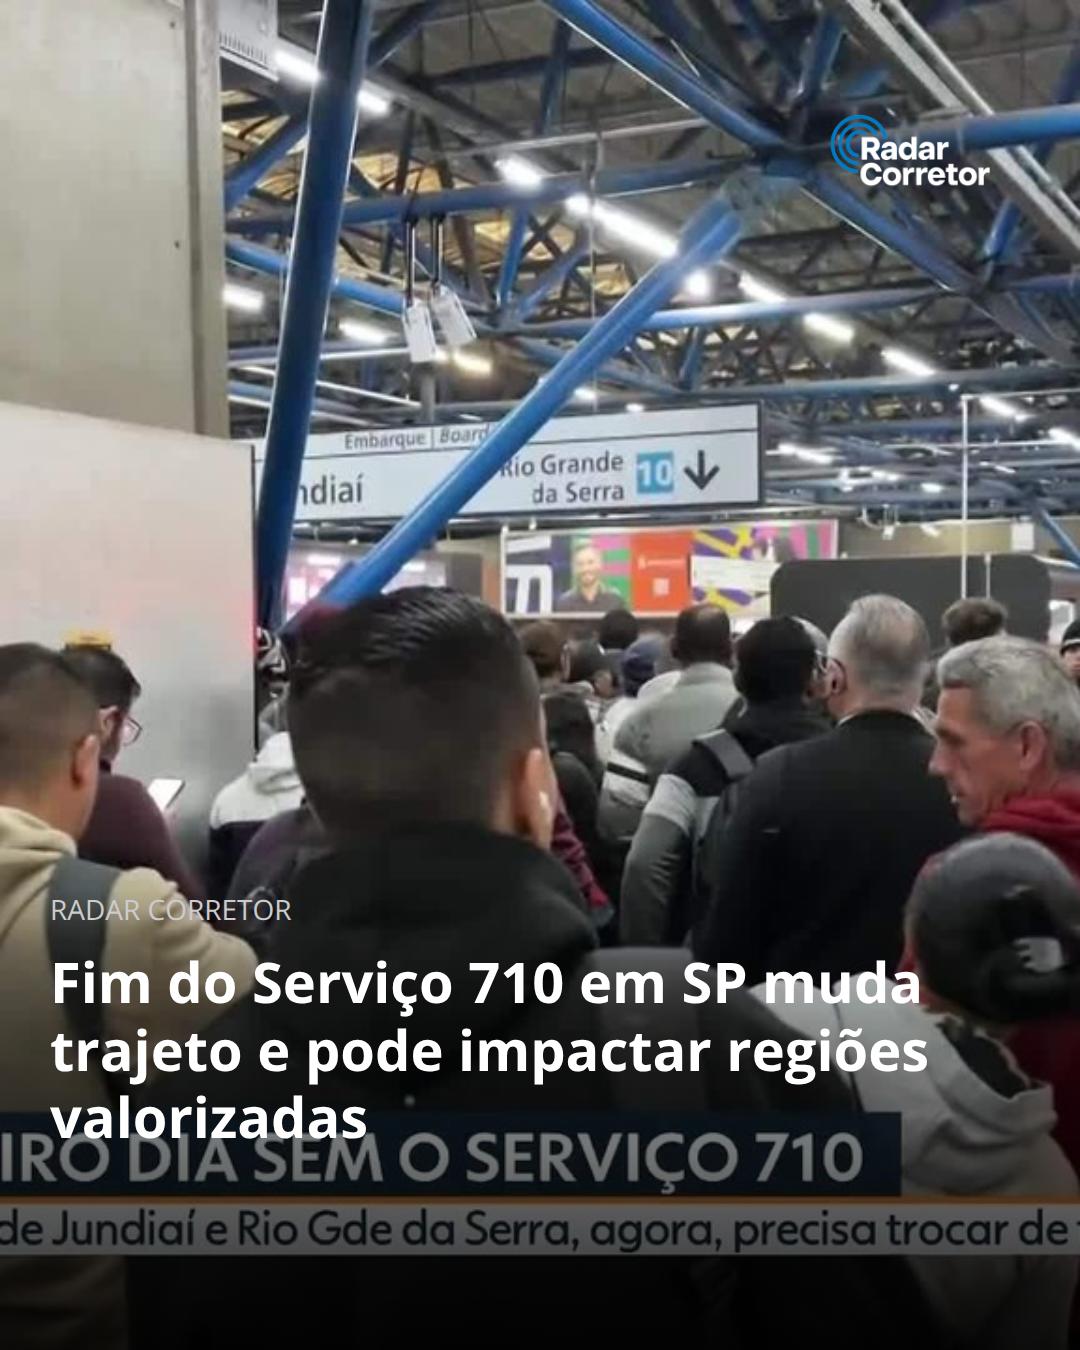 Radar
Corretor
Embarque | Board
ndiaí
Rio Grande
da Serra
10
RADAR CORRETOR
Fim do Serviço 710 em SP muda
trajeto e pode impactar regiões
valorizadas
IRO DIA SEM O SERVIÇO 710
de Jundiaí e Rio Gde da Serra, agora, precisa trocar de